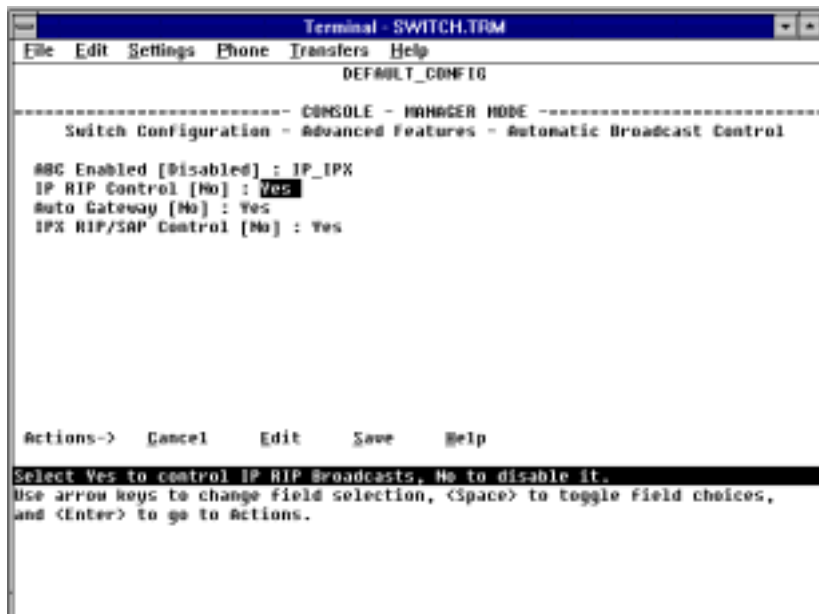 Terminal - SWITCH.TRM
File Edit Settings Phone Transfers Help
DEFAULT_CONFIG
---------------------------- CONSOLE - MANAGER MODE -----------------------------
Switch Configuration - Advanced Features - Automatic Broadcast Control
ABC Enabled [Disabled] : IP_IPX
IP RIP Control [No] : Yes
Auto Gateway [No] : Yes
IPX RIP/SAP Control [No] : Yes
Actions-> Cancel Edit Save Help
Select Yes to control IP RIP Broadcasts, No to disable it.
Use arrow keys to change field selection, <Space> to toggle field choices,
and <Enter> to go to Actions.